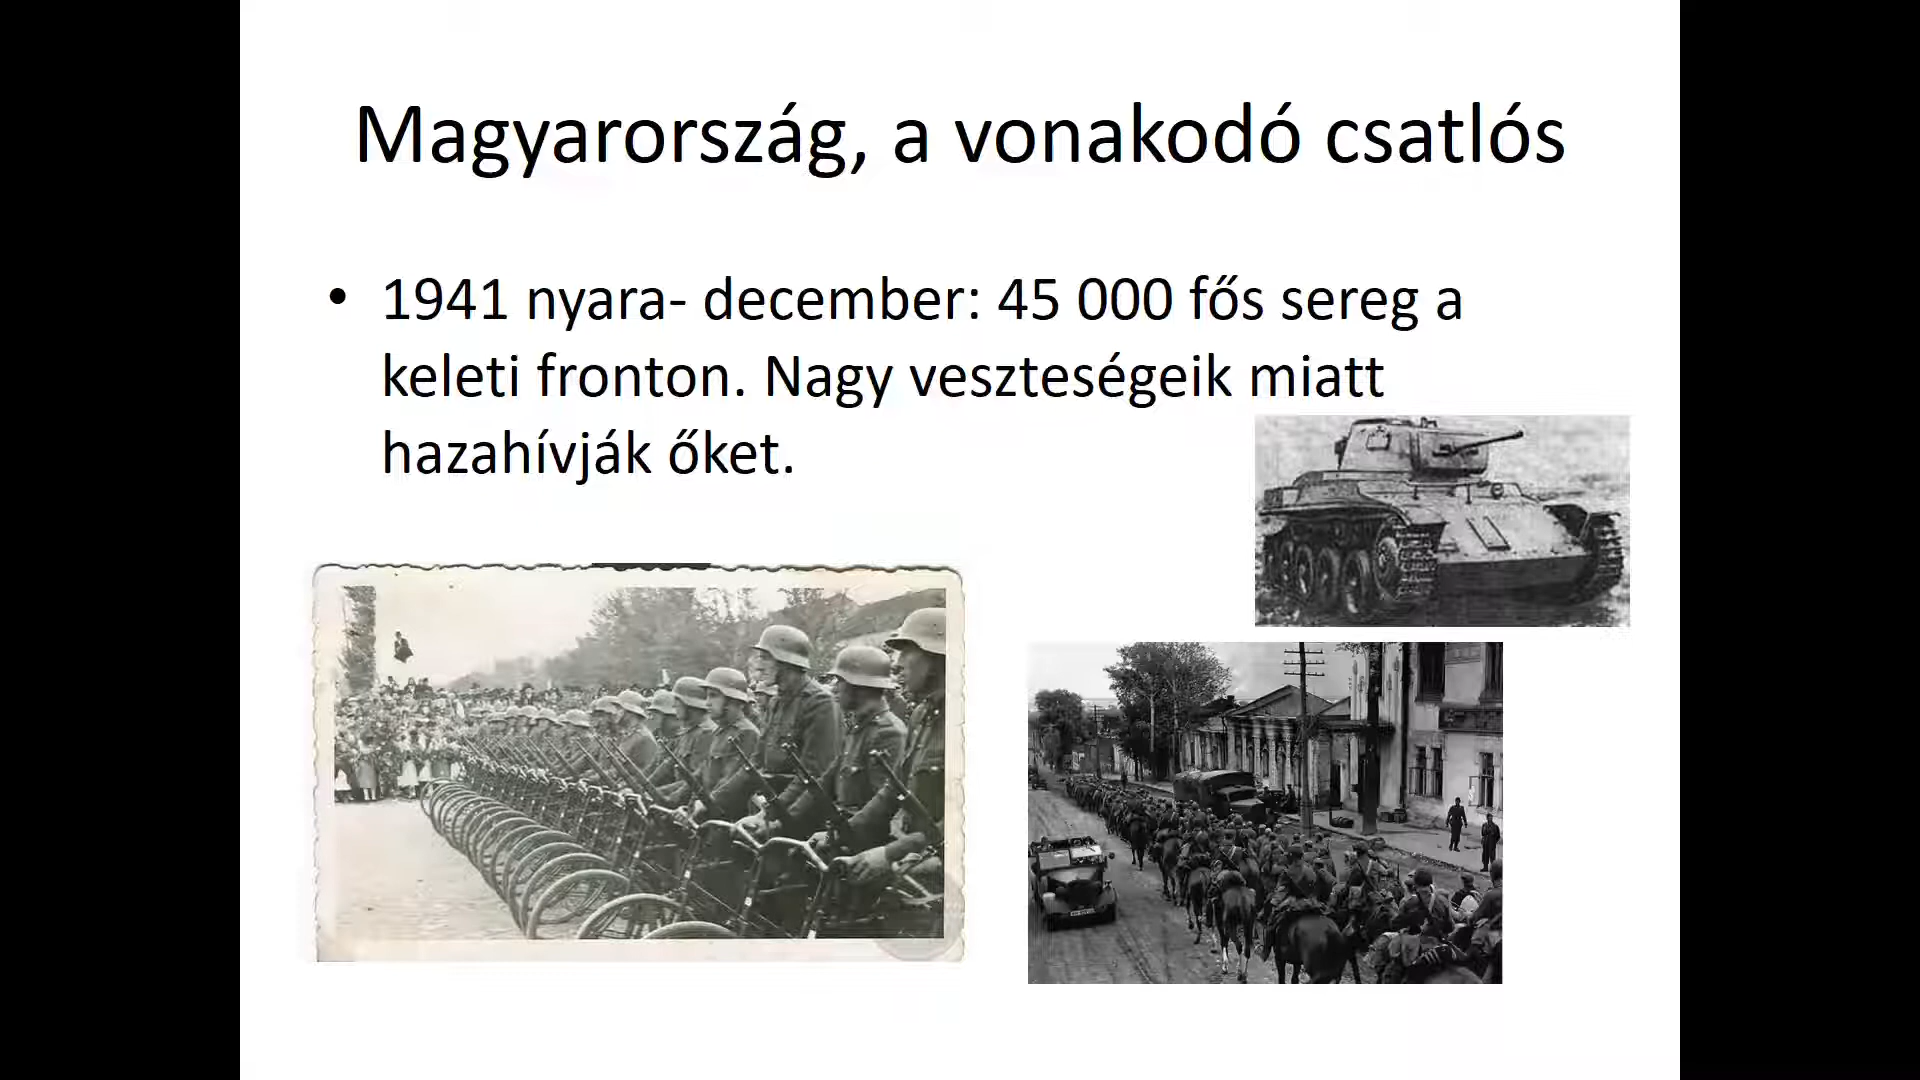 Magyarország, a vonakodó csatlós
• 1941 nyara- december: 45 000 fős sereg a
keleti fronton. Nagy veszteségeik miatt
hazahívják őket.